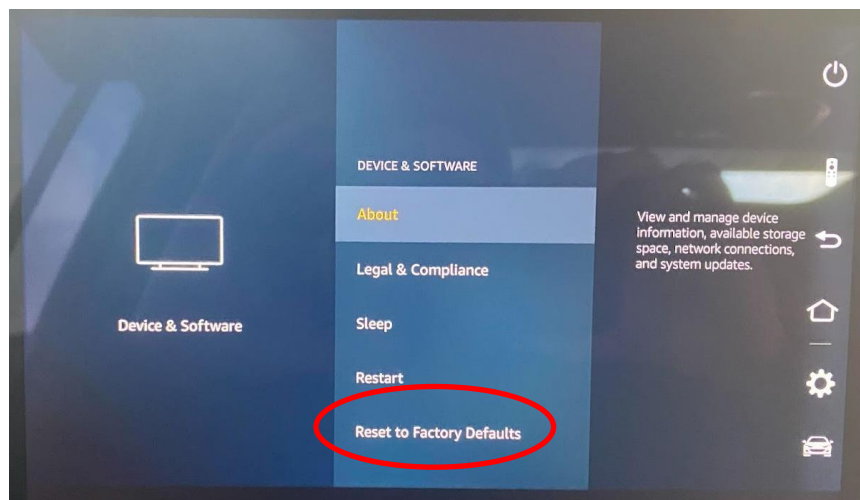 DEVICE & SOFTWARE
About
Legal & Compliance
Sleep
Restart
Reset to Factory Defaults
Device & Software
View and manage device
information, available storage
space, network connections,
and system updates.